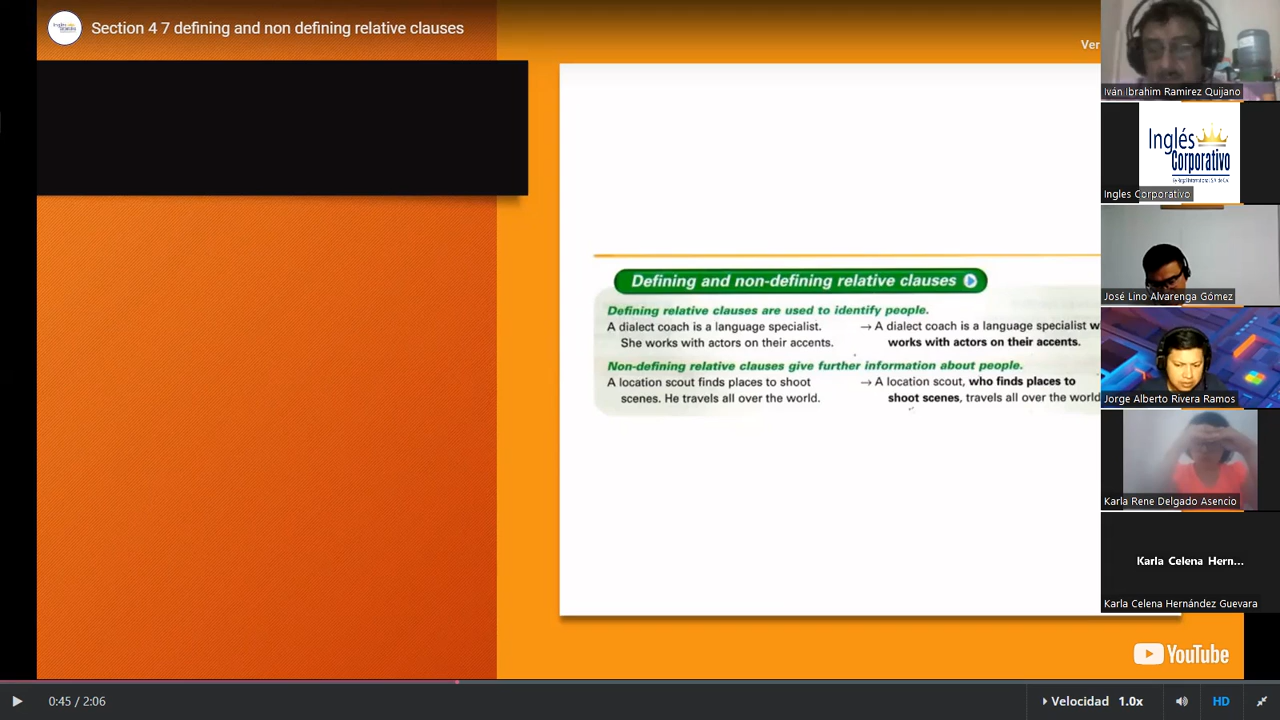 Section 4 7 defining and non defining relative clauses
Ver
Iván Ibrahim Ramirez Quijano
Inglés
Corporativo
Ingles Corporativo
José Lino Alvarenga Gómez
Jorge Alberto Rivera Ramos
Karla Rene Delgado Asencio
Karla Celena Hern...
Karla Celena Hernández Guevara
Defining and non-defining relative clauses
Defining relative clauses are used to identify people.
A dialect coach is a language specialist. → A dialect coach is a language specialist w
She works with actors on their accents. works with actors on their accents.
Non-defining relative clauses give further information about people.
A location scout finds places to shoot → A location scout, who finds places to
scenes. He travels all over the world. shoot scenes, travels all over the world
YouTube
0:45 / 2:06
Velocidad 1.0x
HD